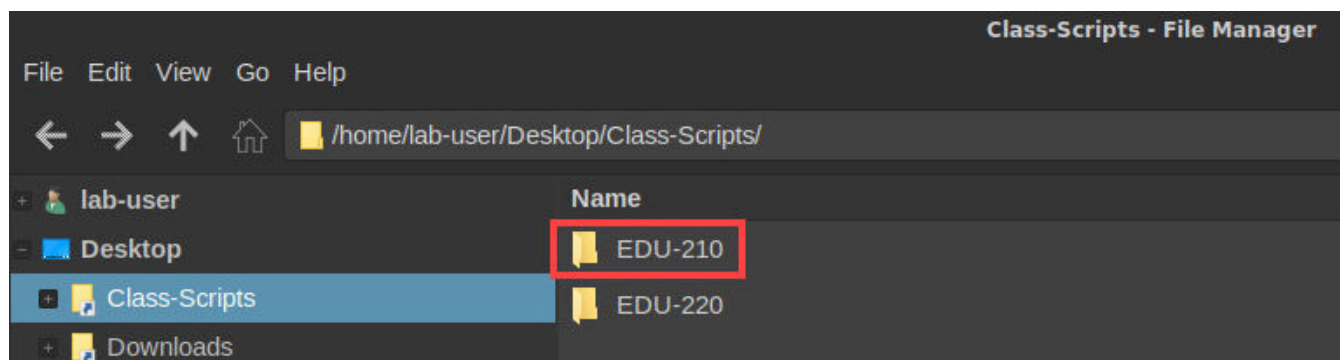 Class-Scripts - File Manager
File Edit View Go Help
/home/lab-user/Desktop/Class-Scripts/
lab-user
Name
Desktop
EDU-210
Class-Scripts
EDU-220
Downloads